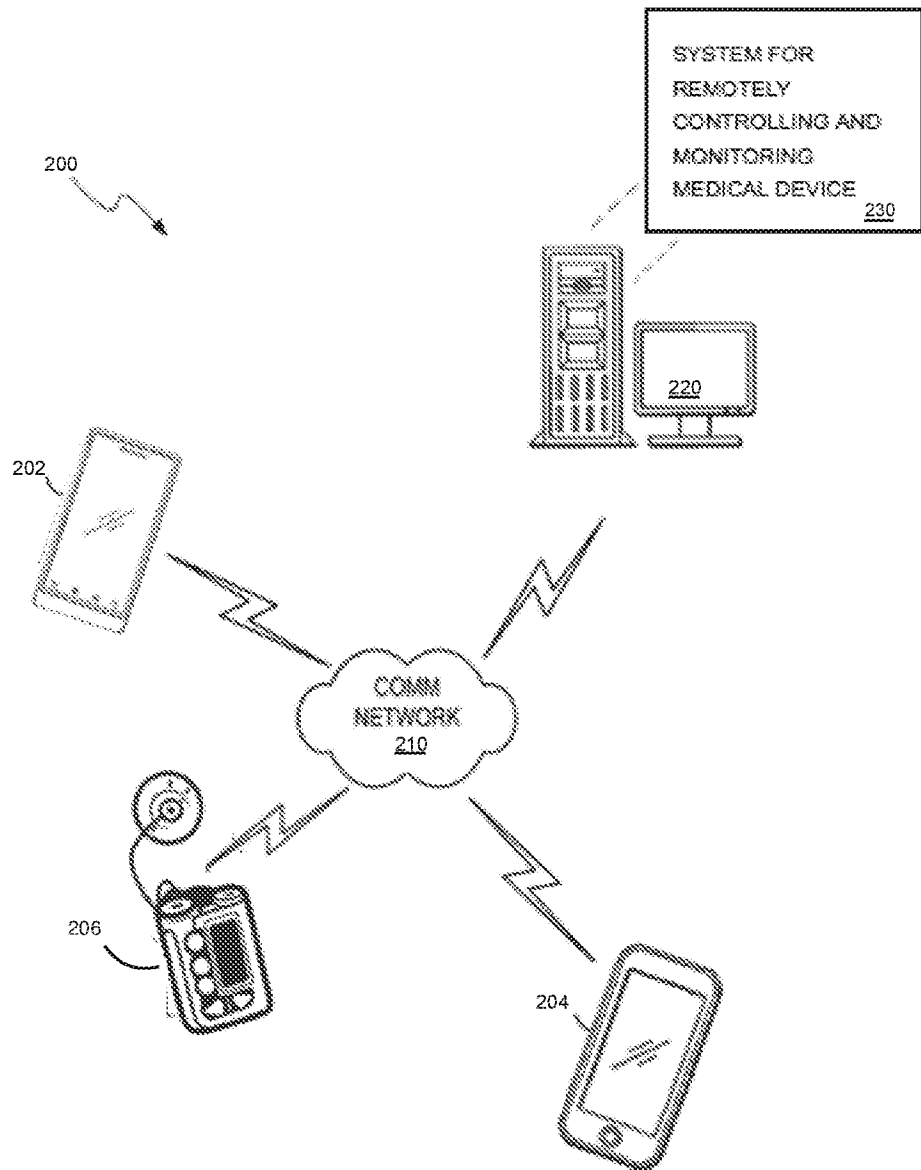 SYSTEM FOR
REMOTELY
CONTROLLING AND
MONITORING
MEDICAL DEVICE
230
200
220
202
COMM
NETWORK
210
206
204